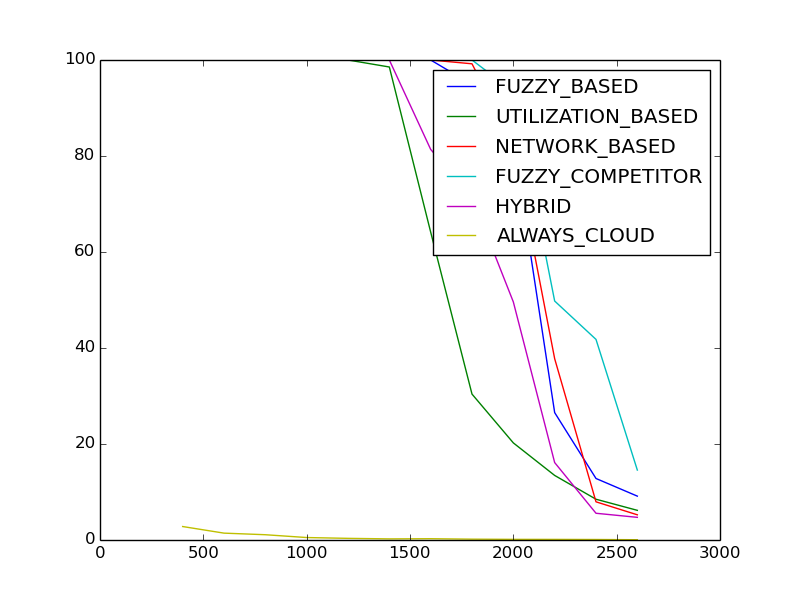 100
80
60
40
20
0
0 500 1000 1500 2000 2500 3000
FUZZY_BASED
UTILIZATION_BASED
NETWORK_BASED
FUZZY_COMPETITOR
HYBRID
ALWAYS_CLOUD